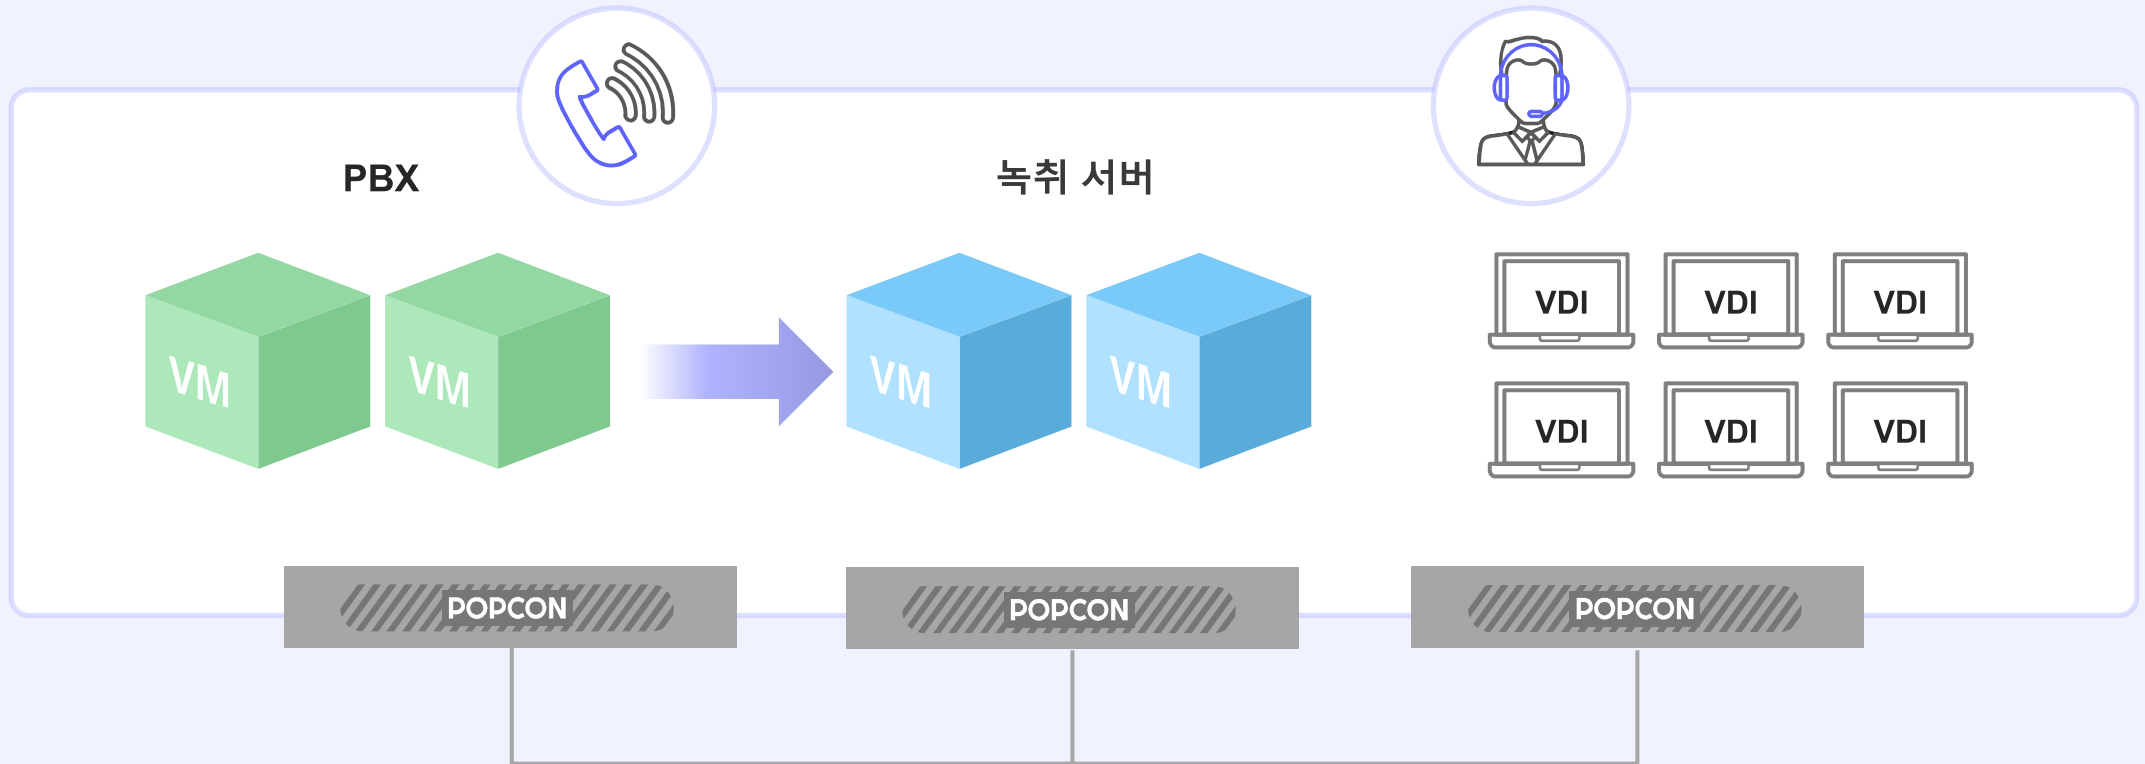 PBX
녹취 서버
VM VM VM VM
VDI VDI VDI
VDI VDI VDI
POPCON POPCON POPCON